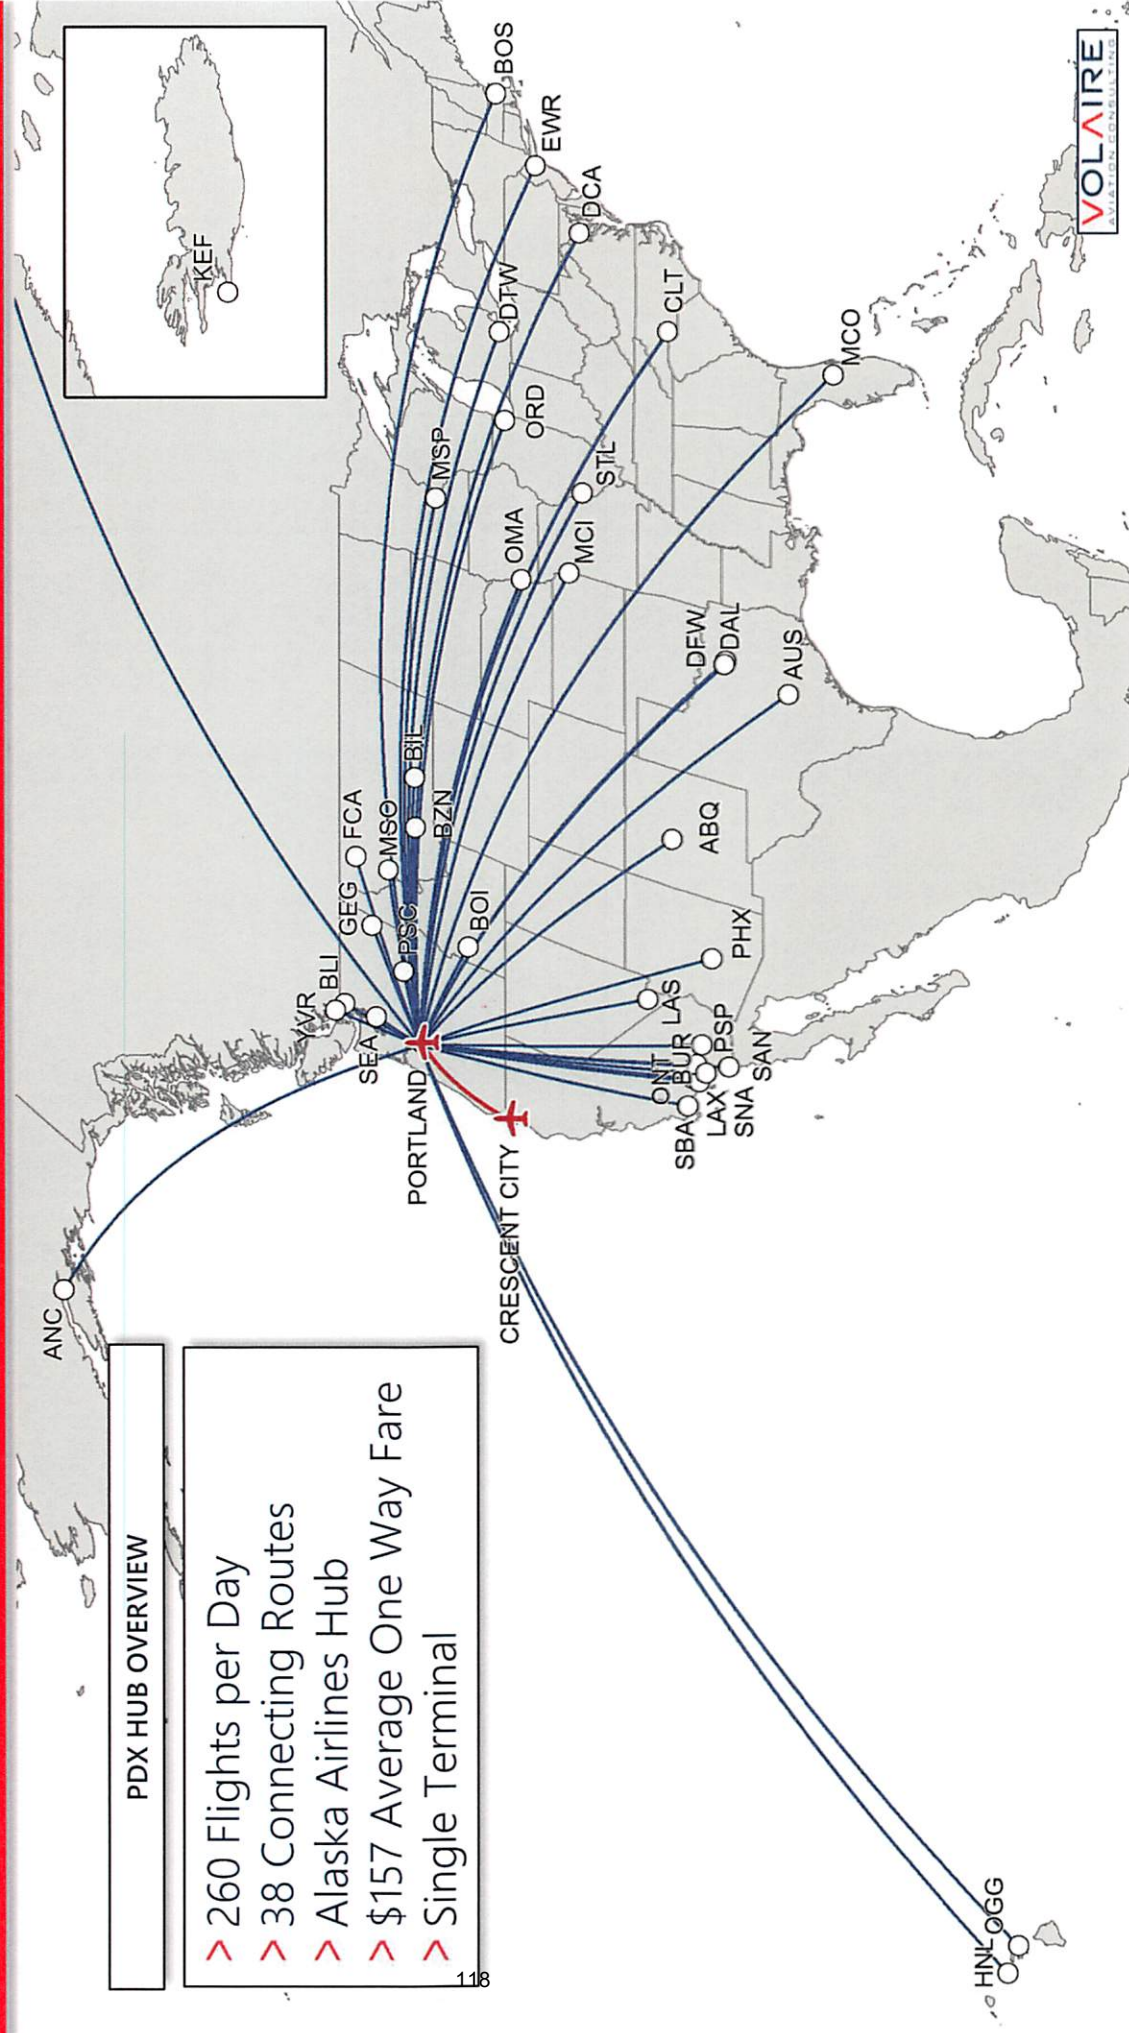 PDX HUB OVERVIEW
> 260 Flights per Day
> 38 Connecting Routes
> Alaska Airlines Hub
> $157 Average One Way Fare
> Single Terminal
ANC
KEF
YVR
BLI
SEA
GEG
FCA
MSO
PSC
BIL
BZN
BOI
PORTLAND
CRESCENT CITY
MSP
DTW
ORD
BOS
EWR
DCA
OMA
MCI
STL
CLT
MCO
DFW
DAL
AUS
ABQ
PHX
LAS
ONT
BUR
PSP
SBA
LAX
SNA
SAN
HNL
OGG
VOLAIRE
AVIATION CONSULTING
118